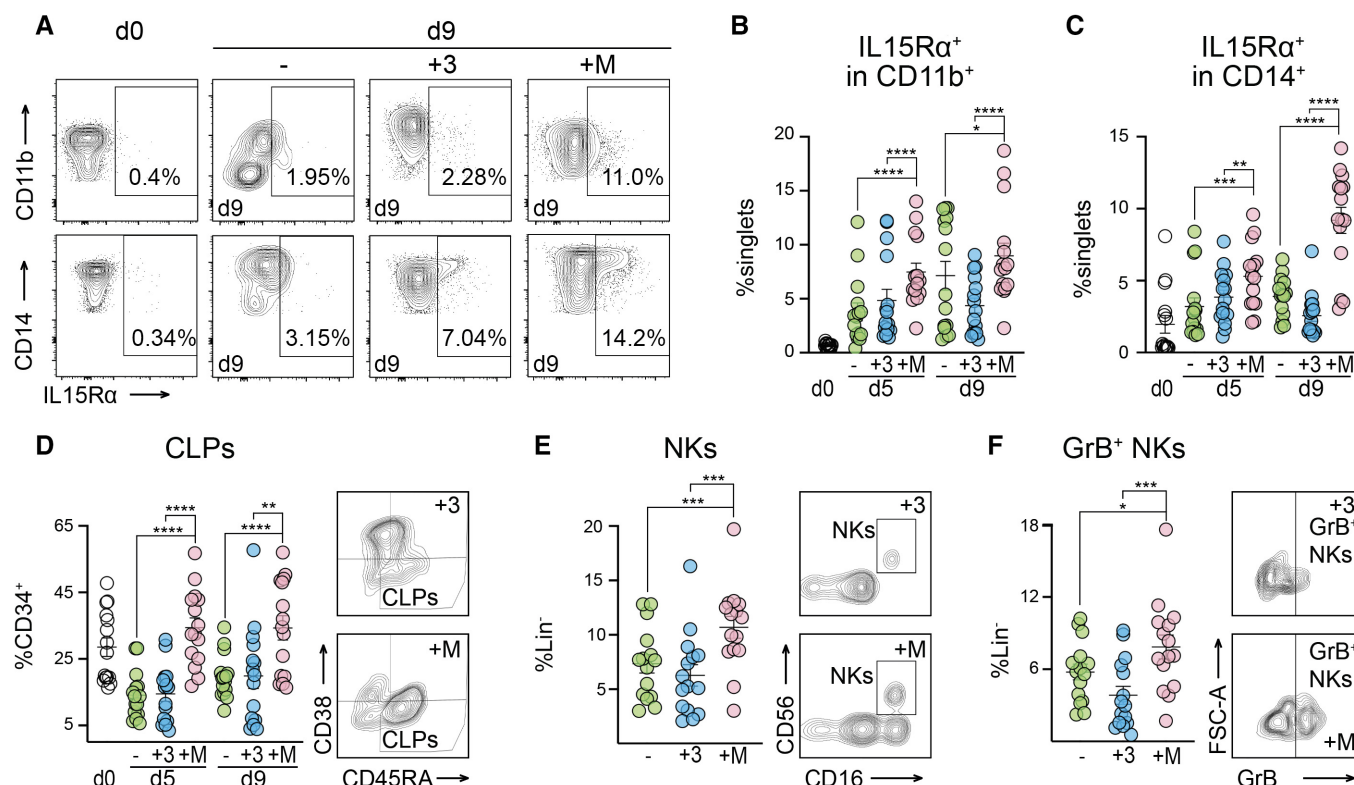 A
d0
d9
-
+3
+M
CD11b
0.4%
1.95%
2.28%
11.0%
d9
d9
d9
CD14
0.34%
3.15%
7.04%
14.2%
d9
d9
d9
IL15Rα
B
IL15Rα⁺
in CD11b⁺
%singlets
20
15
10
5
0
****
****
****
*
- +3 +M - +3 +M
d0 d5 d9
C
IL15Rα⁺
in CD14⁺
%singlets
15
10
5
0
**
***
****
****
- +3 +M - +3 +M
d0 d5 d9
D
CLPs
%CD34⁺
65
45
25
5
****
****
**
****
- +3 +M - +3 +M
d0 d5 d9
+3
CLPs
+M
CLPs
CD38
CD45RA
E
NKs
%Lin⁻
20
15
10
5
***
***
- +3 +M
+3
NKs
+M
NKs
CD56
CD16
F
GrB⁺ NKs
%Lin⁻
18
12
6
***
*
- +3 +M
+3
GrB⁺
NKs
GrB⁺
NKs
+M
FSC-A
GrB